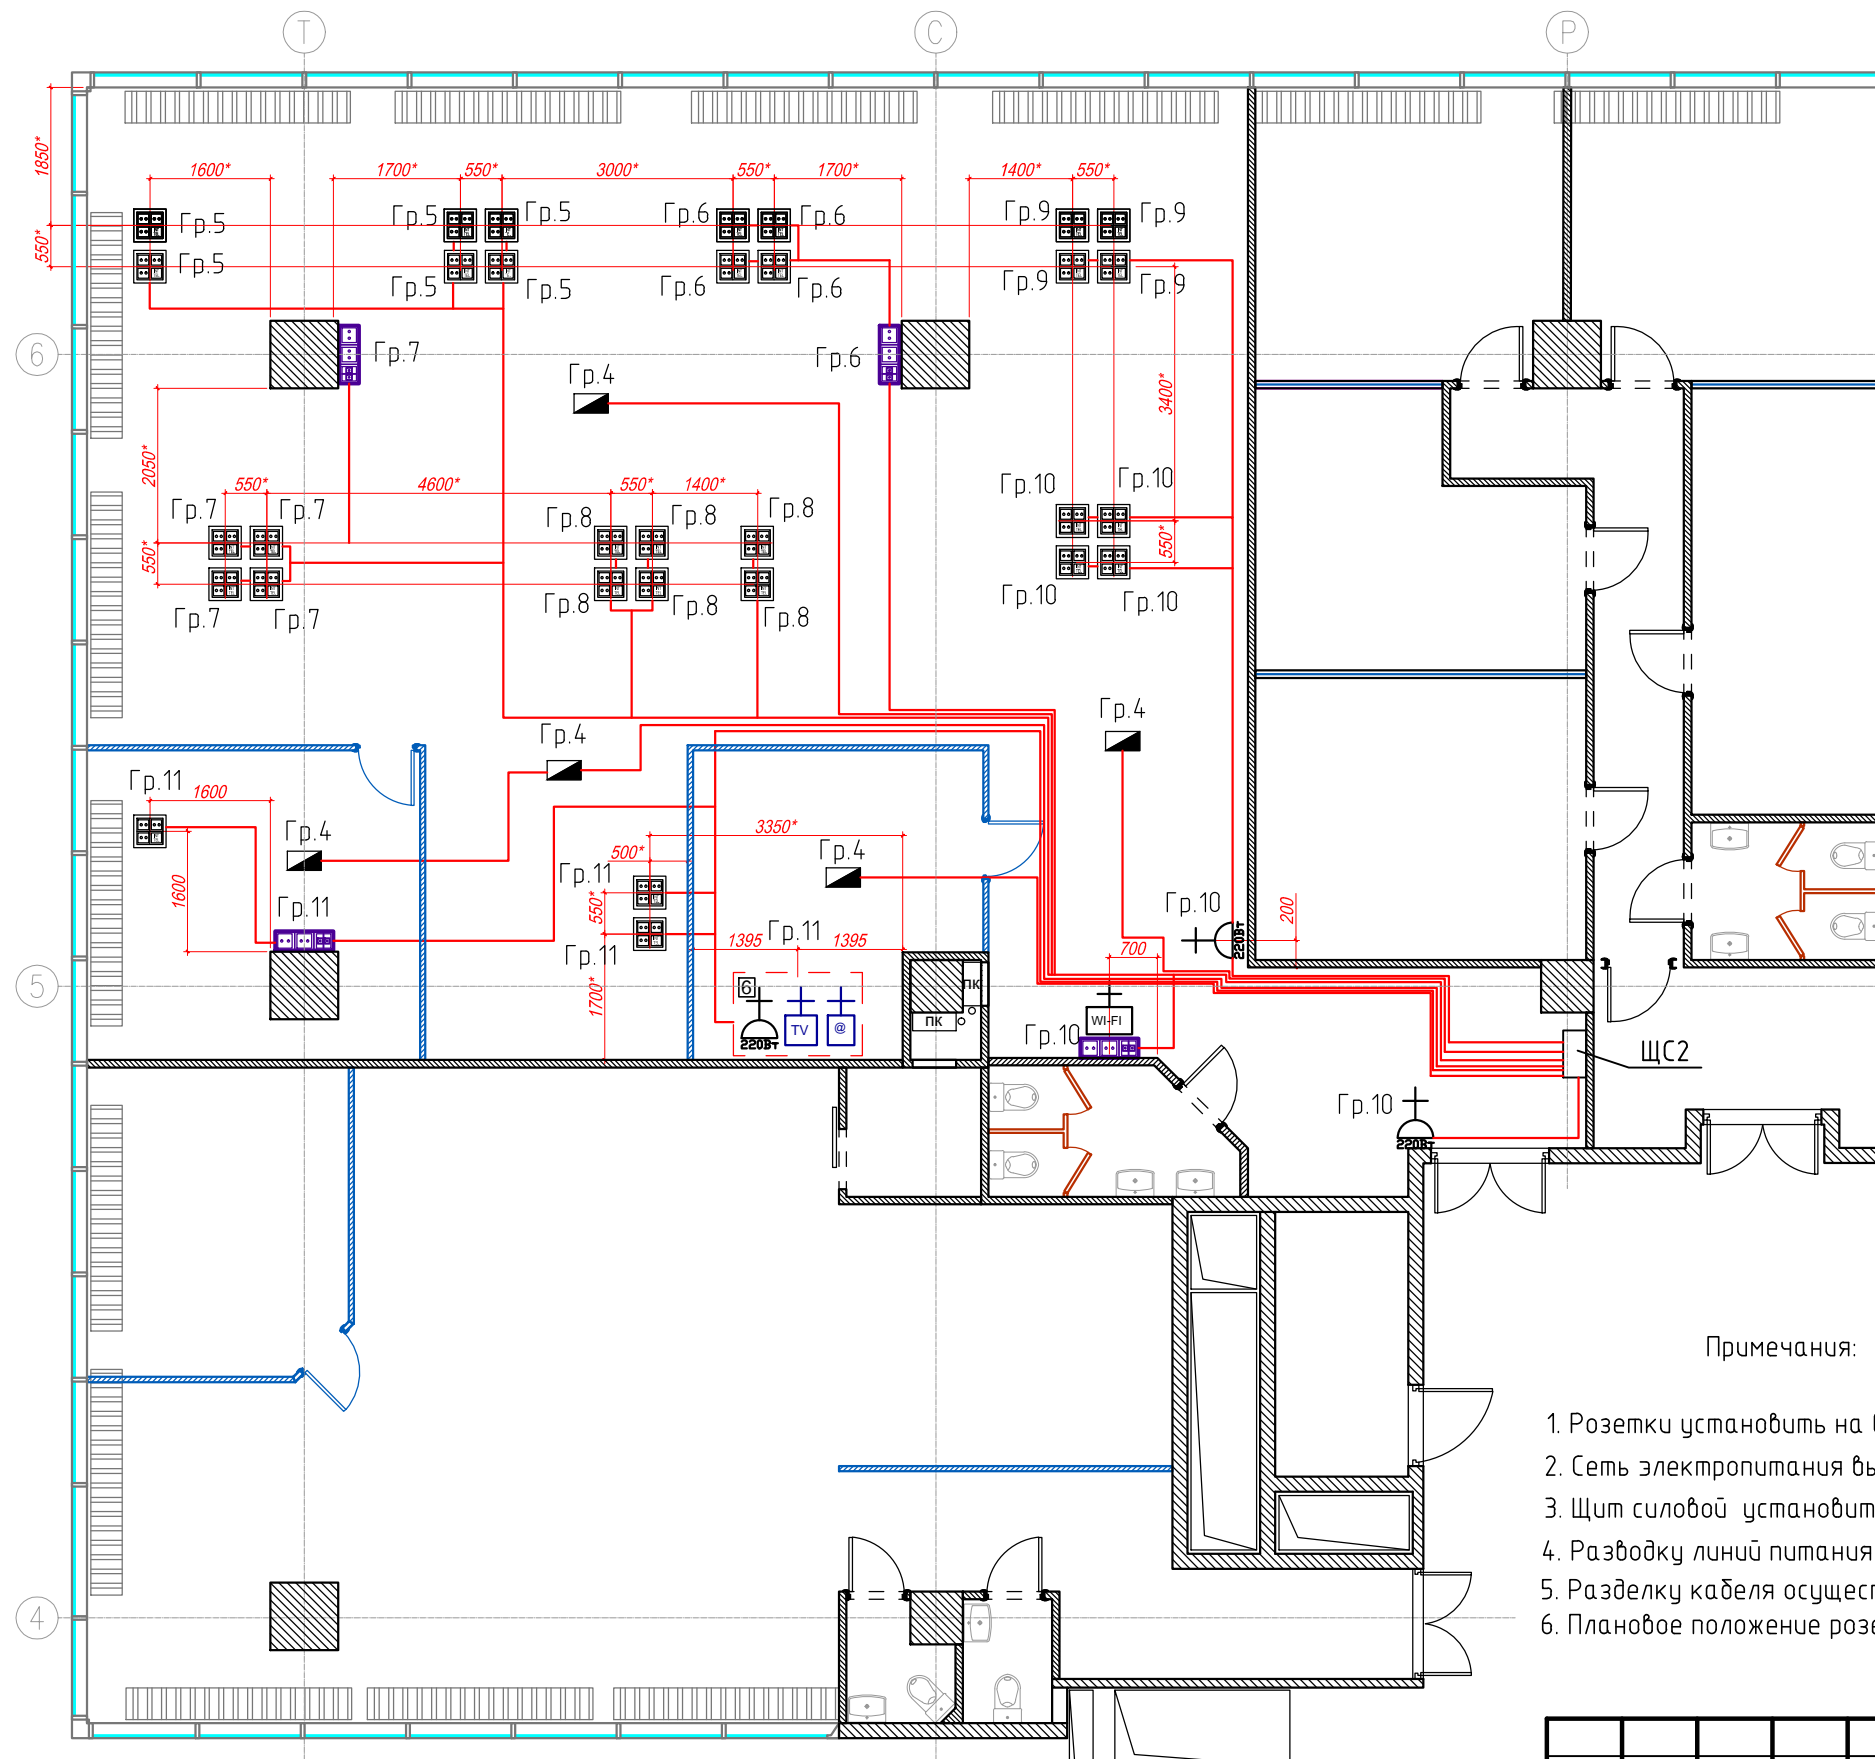 Т С Р
1600* 1700* 550* 3000* 550* 1700* 1400* 550*
1850*
550*
Гр.5 Гр.5 Гр.5 Гр.6 Гр.6 Гр.9 Гр.9
Гр.5 Гр.5 Гр.5 Гр.6 Гр.6 Гр.9 Гр.9
6
Гр.7 Гр.6
Гр.4
3400*
2050*
550* 4600* 550* 1400*
Гр.10 Гр.10
Гр.7 Гр.7 Гр.8 Гр.8 Гр.8
550* 550*
Гр.7 Гр.7 Гр.8 Гр.8 Гр.8
Гр.10 Гр.10
Гр.4 Гр.4
Гр.11
1600
Гр.4 3350* Гр.4
500*
1600
Гр.11 Гр.11
550*
Гр.10 220Вт 200
Гр.11 1395 Гр.11 1395
700
5
1700*
6 ПК
220Вт TV @ ПК
WI-FI
Гр.10
ЩС2
Гр.10
220Вт
Примечания:
1. Розетки установить на
2. Сеть электропитания вы
3. Щит силовой установит
4. Разводку линий питания
5. Разделку кабеля осущест
6. Плановое положение розе
4